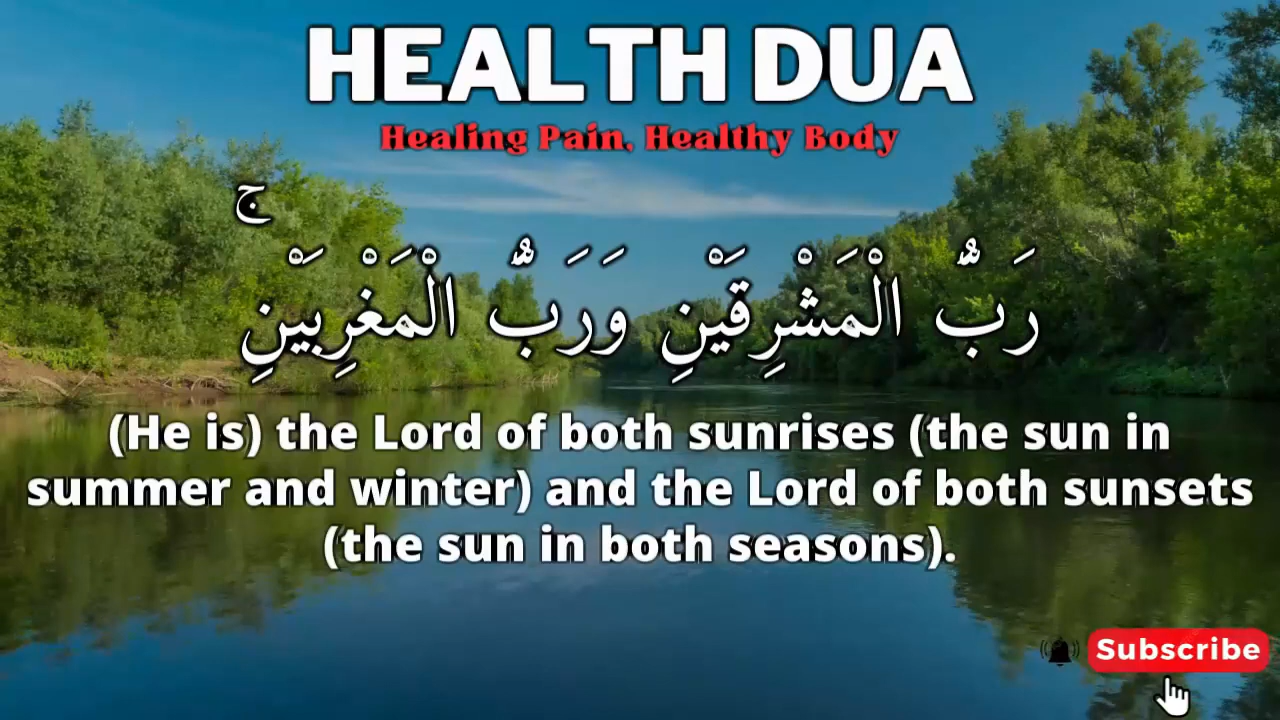 HEALTH DUA
Healing Pain, Healthy Body
رَبُّ الْمَشْرِقَيْنِ وَرَبُّ الْمَغْرِبَيْنِ ۚ
(He is) the Lord of both sunrises (the sun in
summer and winter) and the Lord of both sunsets
(the sun in both seasons).
Subscribe